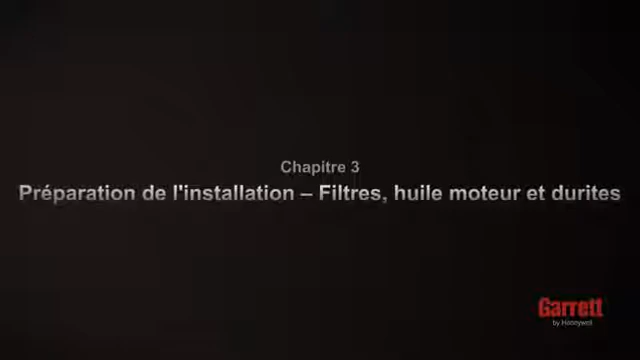 Chapitre 3
Préparation de l'installation – Filtres, huile moteur et durites
Garrett
by Honeywell